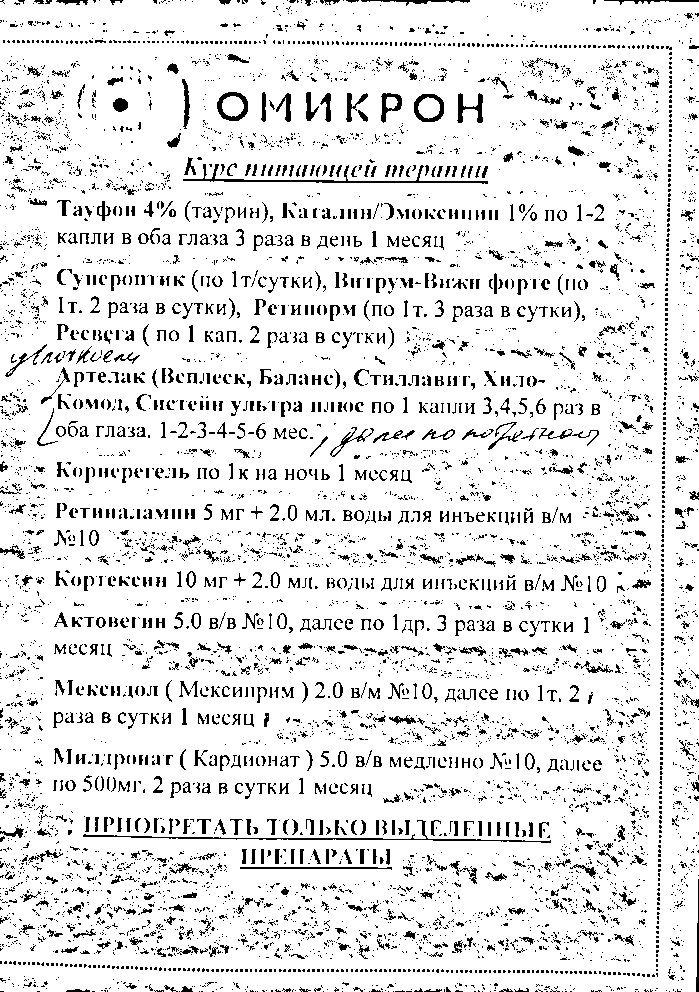 ОМИКРОН
Курс питающей терапии
Тауфон 4% (таурин), Каталин/Эмоксипин 1% по 1-2
капли в оба глаза 3 раза в день 1 месяц
Супероптик (по 1т/сутки), Витрум-Вижн форте (по
1т. 2 раза в сутки), Ретинорм (по 1т. 3 раза в сутки),
Ресвега ( по 1 кап. 2 раза в сутки)
Артелак (Всплеск, Баланс), Стиллавит, Хило-
Комод, Систейн ультра плюс по 1 капли 3,4,5,6 раз в
оба глаза. 1-2-3-4-5-6 мес., далее по
Корнерегель по 1к на ночь 1 месяц
Ретиналамин 5 мг + 2.0 мл. воды для инъекций в/м
№10
Кортексин 10 мг + 2.0 мл. воды для инъекций в/м №10
Актовегин 5.0 в/в №10, далее по 1др. 3 раза в сутки 1
месяц
Мексидол ( Мексиприм ) 2.0 в/м №10, далее по 1т. 2
раза в сутки 1 месяц
Милдронат ( Кардионат ) 5.0 в/в медленно №10, далее
по 500мг. 2 раза в сутки 1 месяц
ПРИОБРЕТАТЬ ТОЛЬКО ВЫДЕЛЕННЫЕ
ПРЕПАРАТЫ